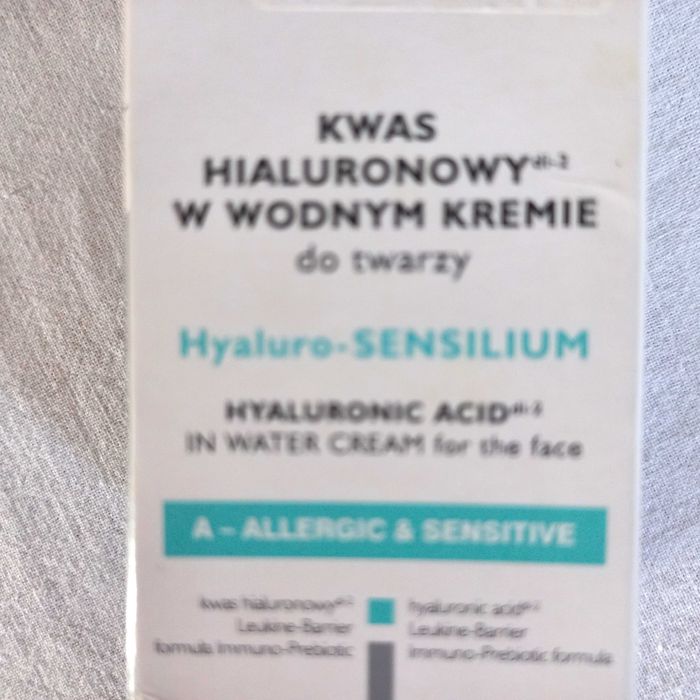 KWAS
HIALURONOWY
W WODNYM KREMIE
do twarzy
Hyaluro-SENSILIUM
HYALURONIC ACID
IN WATER CREAM for the face
A – ALLERGIC & SENSITIVE
kwas hialuronowy
Leukine-Barrier
formula Immuno-Prebiotic
hyaluronic acid
Leukine-Barrier
Immuno-Prebiotic formula